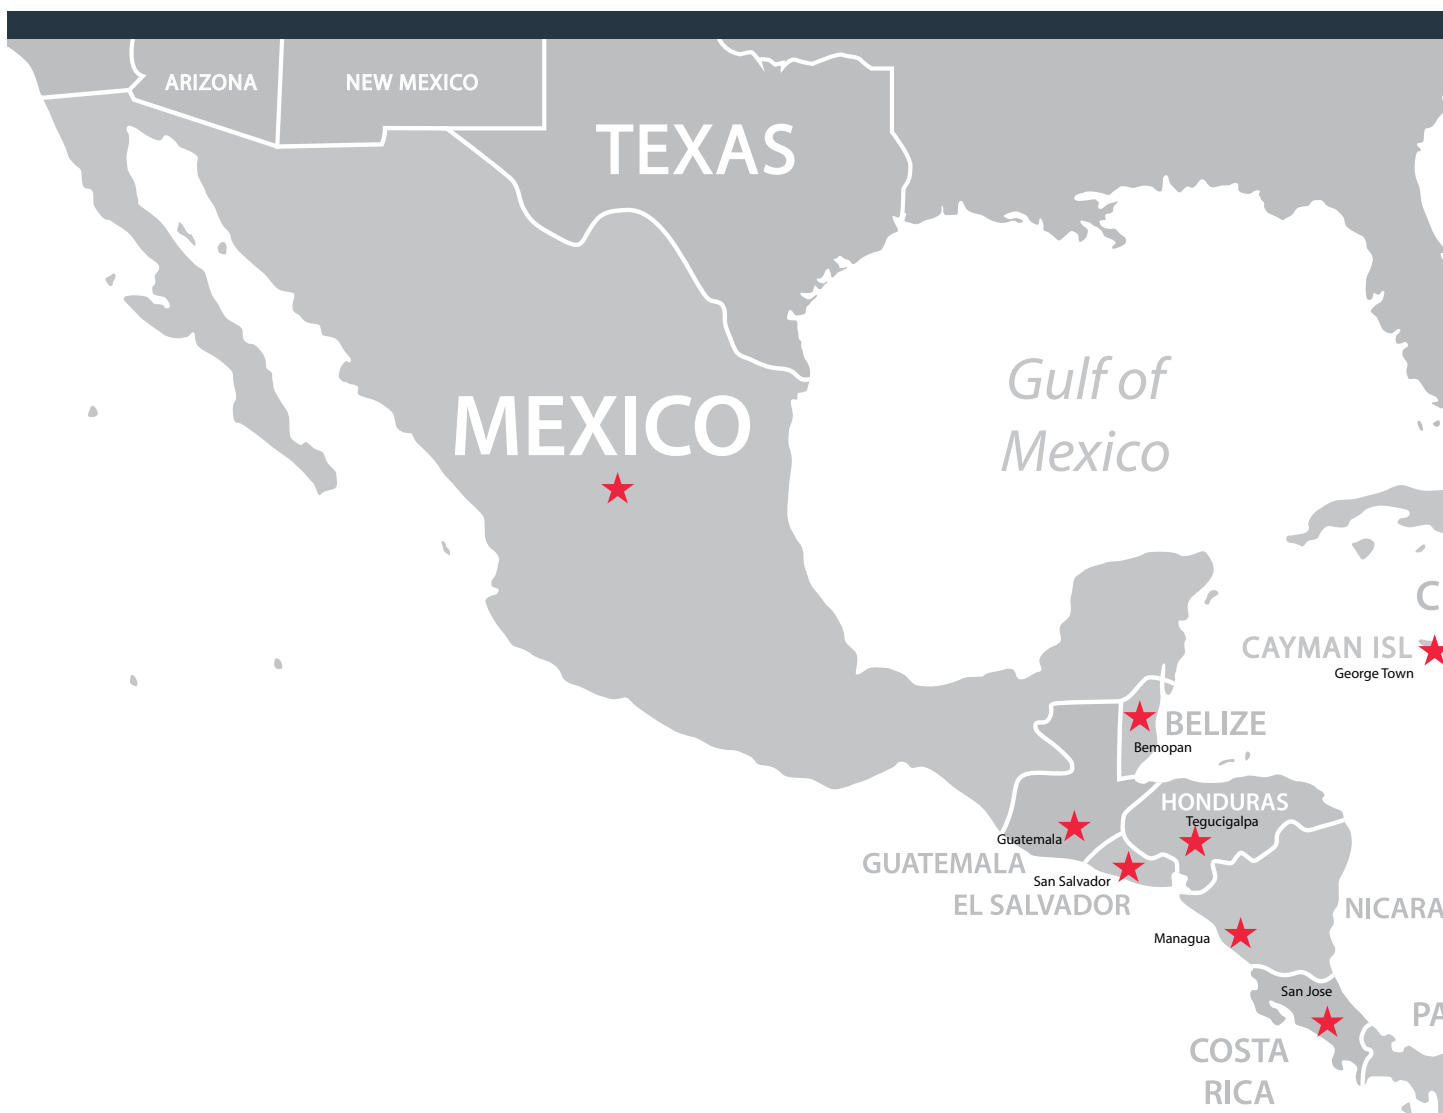 ARIZONA
NEW MEXICO
TEXAS
MEXICO
Gulf of
Mexico
C
CAYMAN ISL
George Town
BELIZE
Bemopan
HONDURAS
Tegucigalpa
Guatemala
GUATEMALA
San Salvador
EL SALVADOR
NICARA
Managua
San Jose
PA
COSTA
RICA